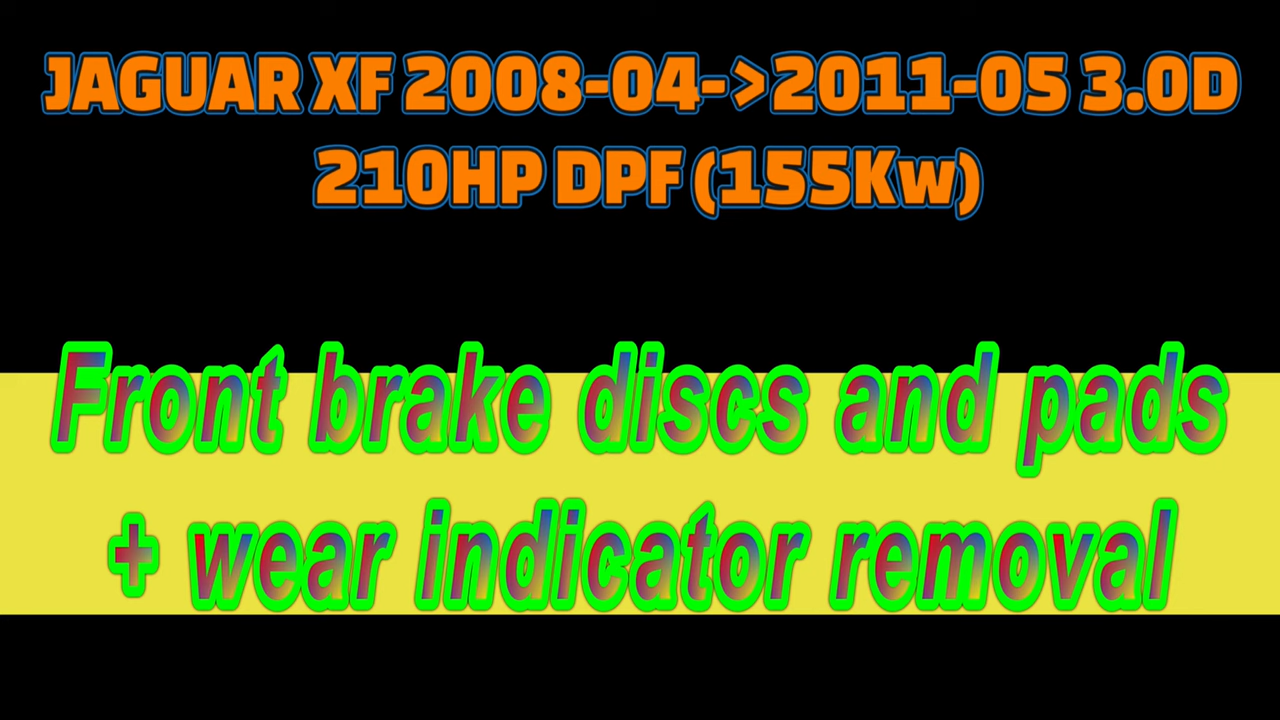 JAGUAR XF 2008-04->2011-05 3.0D
210HP DPF (155Kw)
Front brake discs and pads
+ wear indicator removal